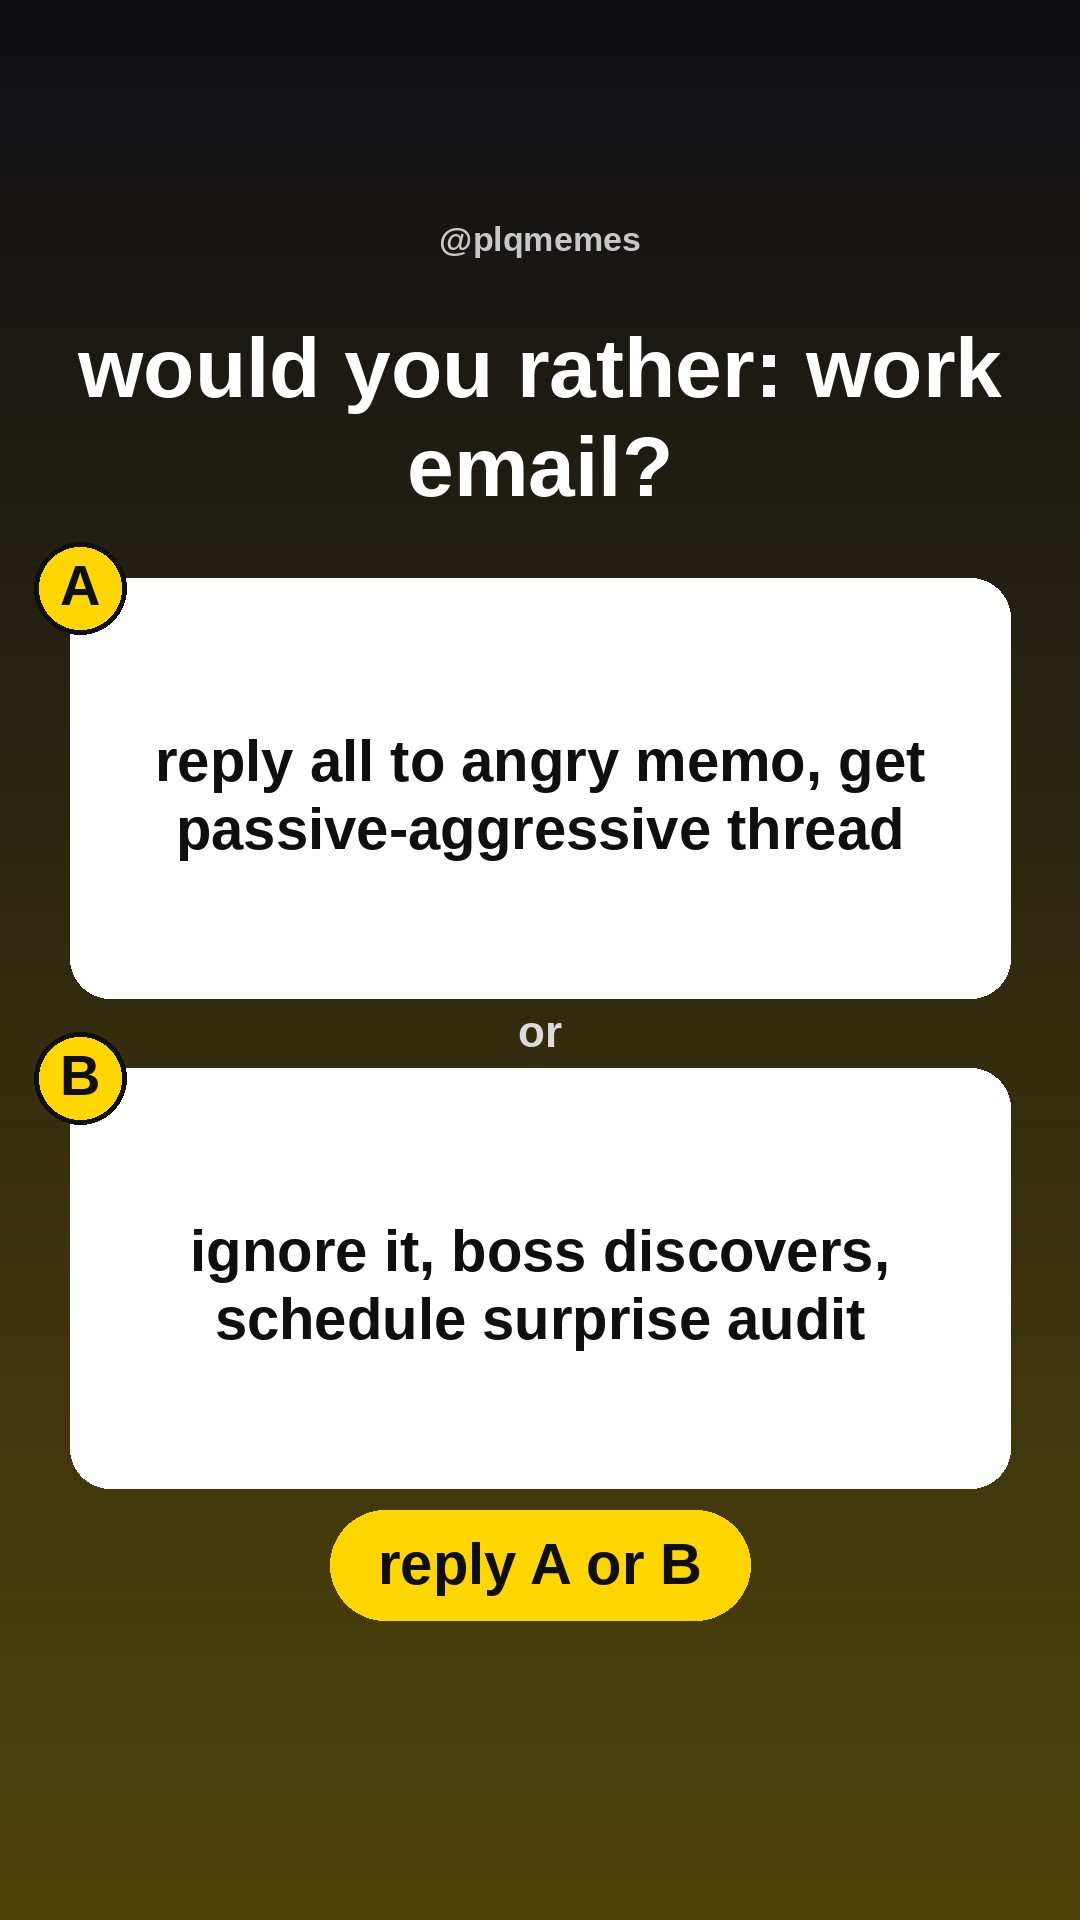 @plqmemes
would you rather: work
email?
A
reply all to angry memo, get
passive-aggressive thread
or
B
ignore it, boss discovers,
schedule surprise audit
reply A or B